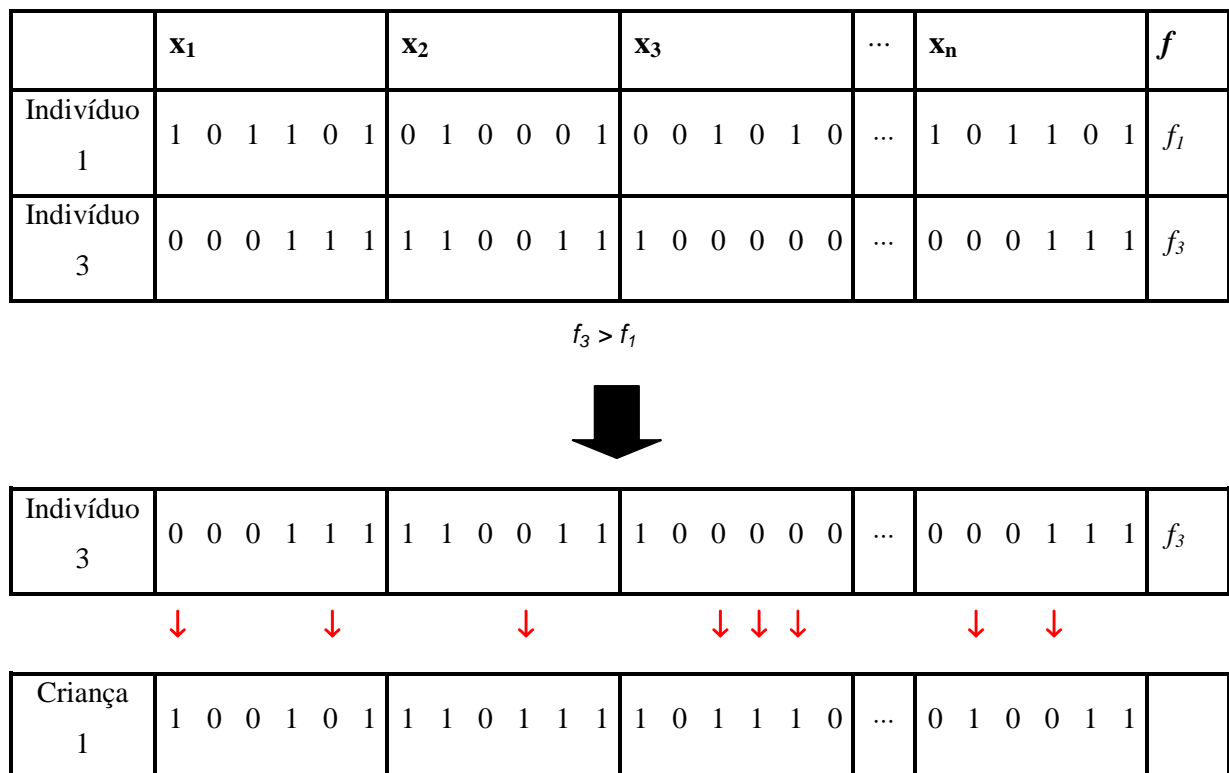 x₁ x₂ x₃ ... xₙ f
Indivíduo 1 1 0 1 1 0 1 0 1 0 0 0 1 0 0 1 0 1 0 ... 1 0 1 1 0 1 f₁
Indivíduo 3 0 0 0 1 1 1 1 1 0 0 1 1 1 0 0 0 0 0 ... 0 0 0 1 1 1 f₃
f₃ > f₁
Indivíduo 3 0 0 0 1 1 1 1 1 0 0 1 1 1 0 0 0 0 0 ... 0 0 0 1 1 1 f₃
↓ ↓ ↓ ↓ ↓ ↓ ↓ ↓
Criança 1 1 0 0 1 0 1 1 1 0 1 1 1 1 0 1 1 1 0 ... 0 1 0 0 1 1